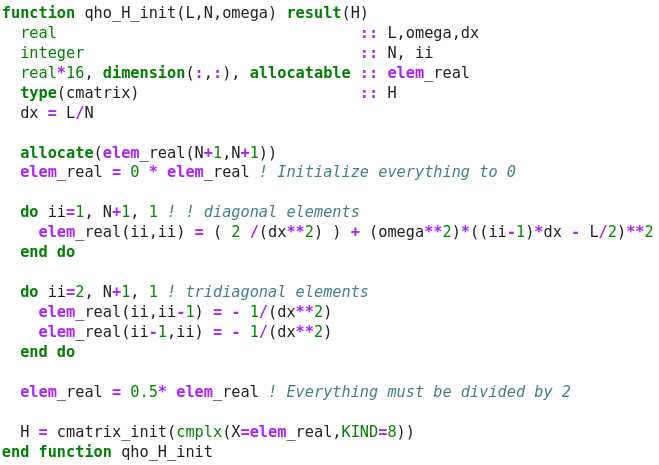 function qho_H_init(L,N,omega) result(H)
  real                                 :: L,omega,dx
  integer                              :: N, ii
  real*16, dimension(:,:), allocatable :: elem_real
  type(cmatrix)                        :: H
  dx = L/N

  allocate(elem_real(N+1,N+1))
  elem_real = 0 * elem_real ! Initialize everything to 0

  do ii=1, N+1, 1 ! ! diagonal elements
    elem_real(ii,ii) = ( 2 /(dx**2) ) + (omega**2)*((ii-1)*dx - L/2)**2
  end do

  do ii=2, N+1, 1 ! tridiagonal elements
    elem_real(ii,ii-1) = - 1/(dx**2)
    elem_real(ii-1,ii) = - 1/(dx**2)
  end do

  elem_real = 0.5* elem_real ! Everything must be divided by 2

  H = cmatrix_init(cmplx(X=elem_real,KIND=8))
end function qho_H_init